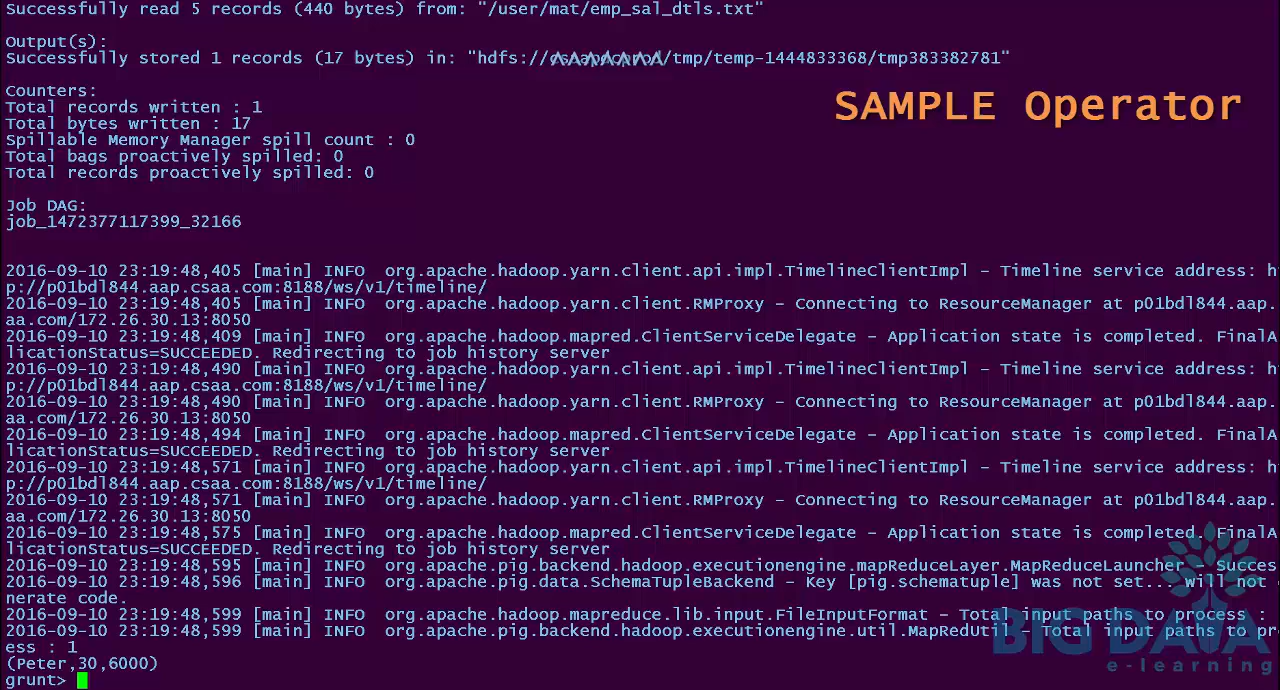 Successfully read 5 records (440 bytes) from: "/user/mat/emp_sal_dtls.txt"
Output(s):
Successfully stored 1 records (17 bytes) in: "hdfs:///tmp/temp-1444833368/tmp383382781"
Counters:
Total records written : 1
SAMPLE Operator
Total bytes written : 17
Spillable Memory Manager spill count : 0
Total bags proactively spilled: 0
Total records proactively spilled: 0
Job DAG:
job_1472377117399_32166
2016-09-10 23:19:48,405 [main] INFO  org.apache.hadoop.yarn.client.api.impl.TimelineClientImpl - Timeline service address: h
p://p01bdl844.aap.csaa.com:8188/ws/v1/timeline/
2016-09-10 23:19:48,405 [main] INFO  org.apache.hadoop.yarn.client.RMProxy - Connecting to ResourceManager at p01bdl844.aap.
aa.com/172.26.30.13:8050
2016-09-10 23:19:48,409 [main] INFO  org.apache.hadoop.mapred.ClientServiceDelegate - Application state is completed. FinalA
licationStatus=SUCCEEDED. Redirecting to job history server
2016-09-10 23:19:48,490 [main] INFO  org.apache.hadoop.yarn.client.api.impl.TimelineClientImpl - Timeline service address: h
p://p01bdl844.aap.csaa.com:8188/ws/v1/timeline/
2016-09-10 23:19:48,490 [main] INFO  org.apache.hadoop.yarn.client.RMProxy - Connecting to ResourceManager at p01bdl844.aap.
aa.com/172.26.30.13:8050
2016-09-10 23:19:48,494 [main] INFO  org.apache.hadoop.mapred.ClientServiceDelegate - Application state is completed. FinalA
licationStatus=SUCCEEDED. Redirecting to job history server
2016-09-10 23:19:48,571 [main] INFO  org.apache.hadoop.yarn.client.api.impl.TimelineClientImpl - Timeline service address: h
p://p01bdl844.aap.csaa.com:8188/ws/v1/timeline/
2016-09-10 23:19:48,571 [main] INFO  org.apache.hadoop.yarn.client.RMProxy - Connecting to ResourceManager at p01bdl844.aap.
aa.com/172.26.30.13:8050
2016-09-10 23:19:48,575 [main] INFO  org.apache.hadoop.mapred.ClientServiceDelegate - Application state is completed. FinalA
licationStatus=SUCCEEDED. Redirecting to job history server
2016-09-10 23:19:48,595 [main] INFO  org.apache.pig.backend.hadoop.executionengine.mapReduceLayer.MapReduceLauncher - Succes
2016-09-10 23:19:48,596 [main] INFO  org.apache.pig.data.SchemaTupleBackend - Key [pig.schematuple] was not set... will not
nerate code.
2016-09-10 23:19:48,599 [main] INFO  org.apache.hadoop.mapreduce.lib.input.FileInputFormat - Total input paths to process :
2016-09-10 23:19:48,599 [main] INFO  org.apache.pig.backend.hadoop.executionengine.util.MapRedUtil - Total input paths to pr
ess : 1
(Peter,30,6000)
grunt>
BIG DATA
e-learning